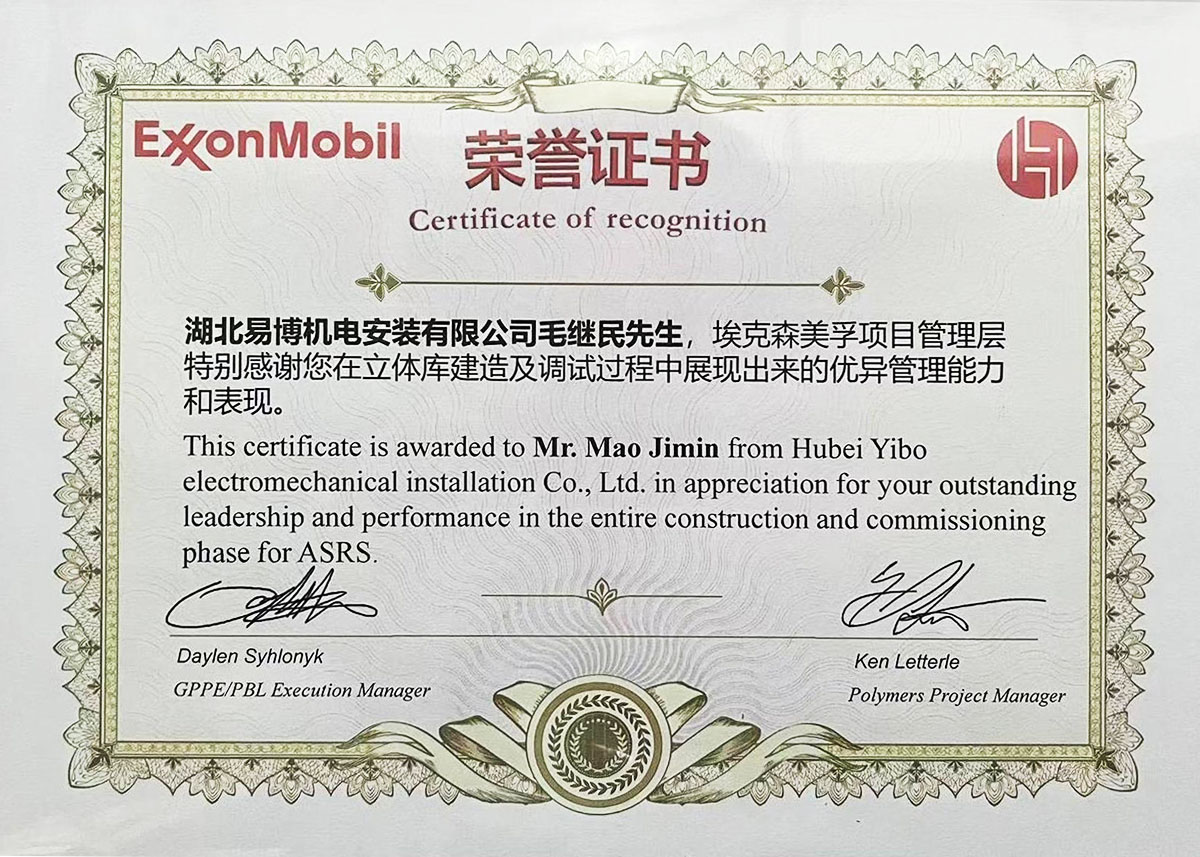 ExxonMobil
荣誉证书
Certificate of recognition
湖北易博机电安装有限公司毛继民先生，埃克森美孚项目管理层
特别感谢您在立体库建造及调试过程中展现出来的优异管理能力
和表现。
This certificate is awarded to Mr. Mao Jimin from Hubei Yibo
electromechanical installation Co., Ltd. in appreciation for your outstanding
leadership and performance in the entire construction and commissioning
phase for ASRS.
Daylen Syhlonyk
Ken Letterle
GPPE/PBL Execution Manager
Polymers Project Manager